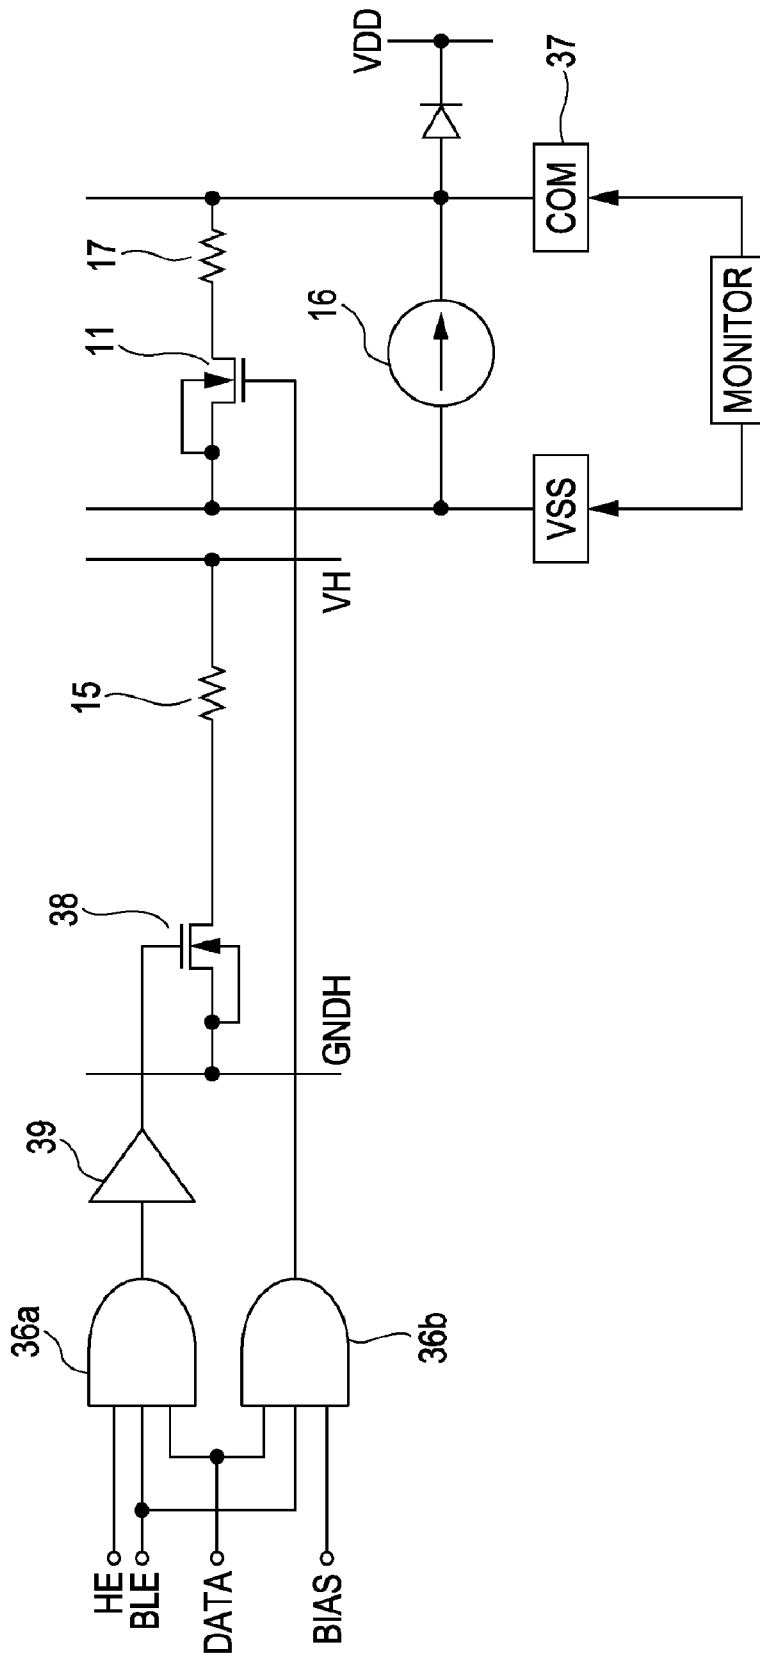 HE
BLE
DATA
BIAS
36a
36b
39
38
GNDH
15
VH
11
17
16
VDD
37
VSS
COM
MONITOR